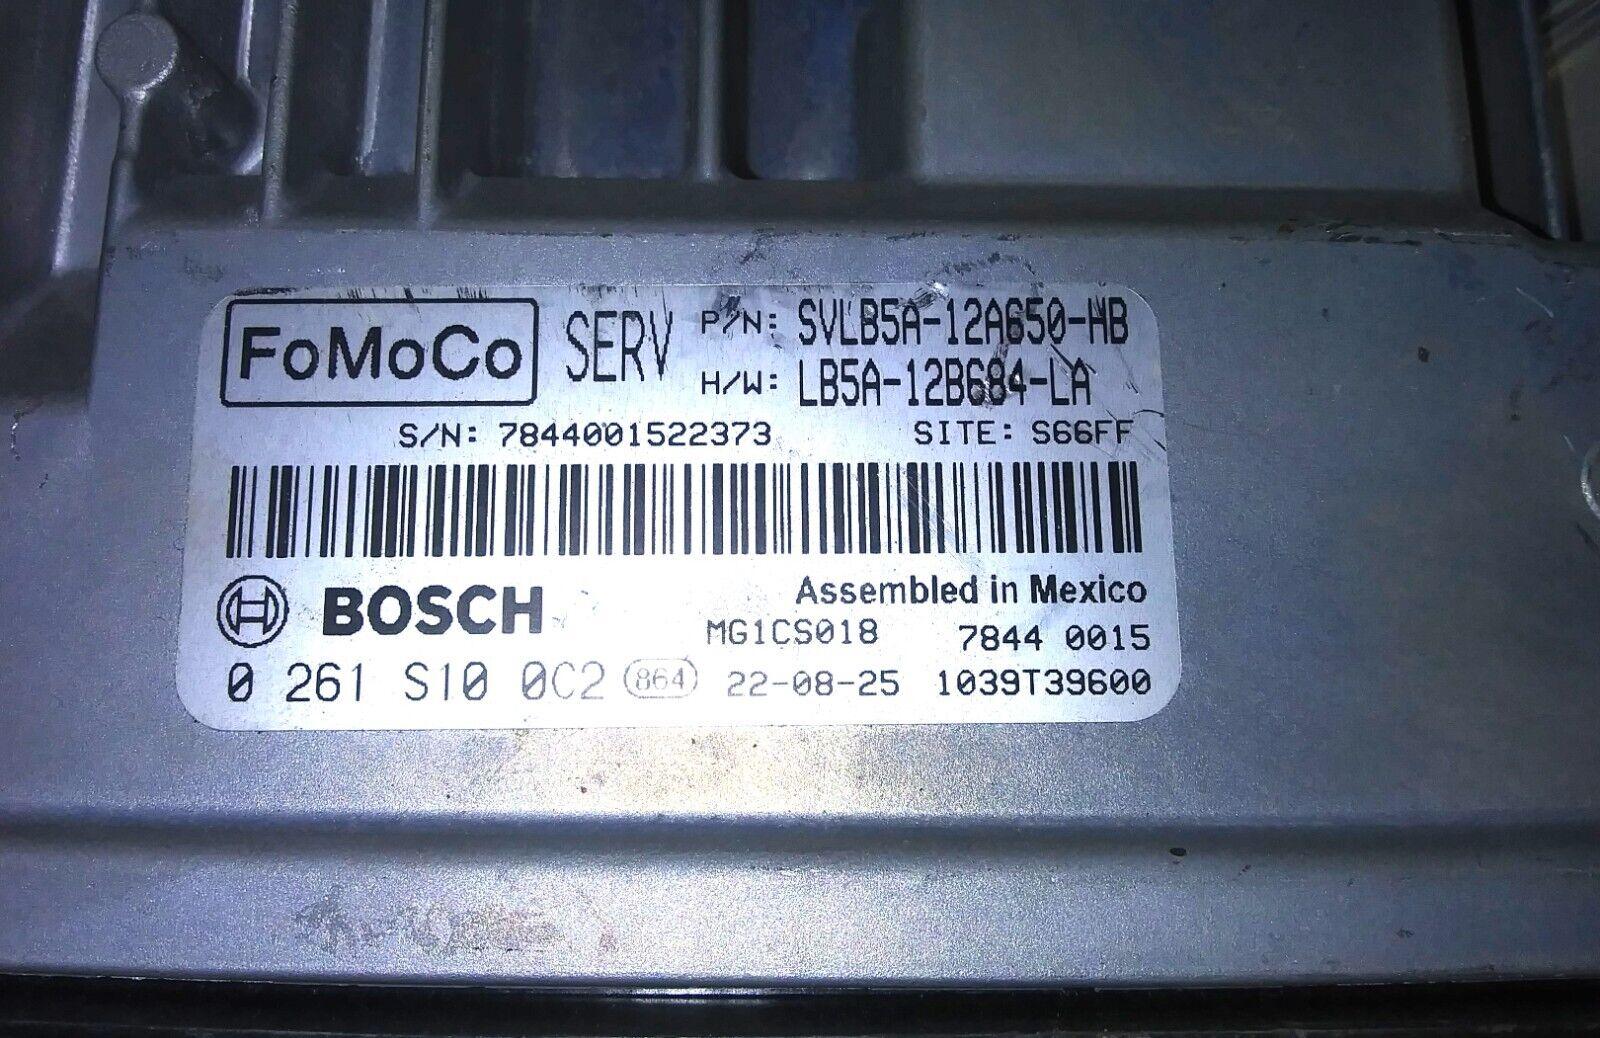 FoMoCo SERV P/N: SVLB5A-12A650-HB
H/W: LB5A-12B684-LA
S/N: 7844001522373 SITE: S66FF
BOSCH Assembled in Mexico
MG1CS018 7844 0015
0 261 S10 0C2 864 22-08-25 1039T39600